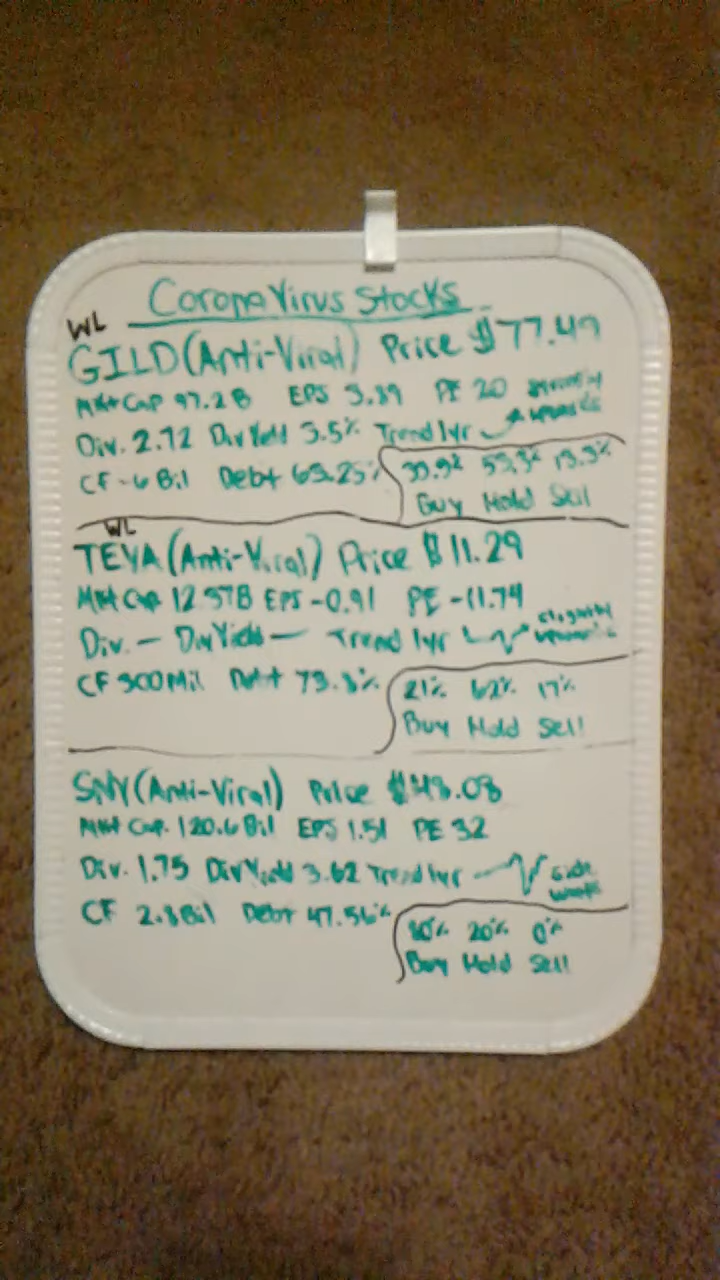 Corona Virus Stocks
WL
GILD (Anti-Viral) Price $77.49
Mkt Cap 97.2B EPS 3.89 PE 20
Div. 2.72 Div Yield 3.5% Trend 1yr upwards
CF -6 Bil Debt 65.25%
Buy Hold Sell
WL
TEVA (Anti-Viral) Price $11.29
Mkt Cap 12.57B EPS -0.91 PE -11.74
Div. — Div Yield — Trend 1yr slightly upwards
CF 300 Mil Debt
21% 62% 17%
Buy Hold Sell
SNY (Anti-Viral) Price $48.08
Mkt Cap. 120.6 Bil EPS 1.51 PE 32
Div. 1.75 Div Yield 3.62 Trend 1yr side ways
CF 2.8 Bil Debt 47.56%
80% 20% 0%
Buy Hold Sell